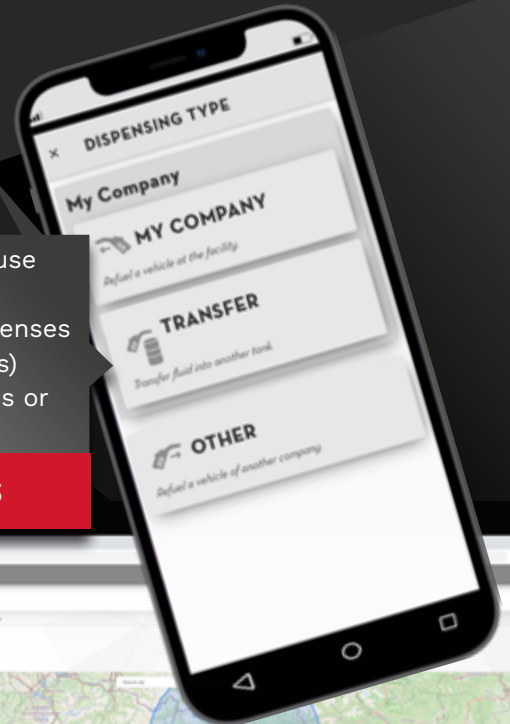 DISPENSING TYPE
My Company
MY COMPANY
Refuel a vehicle at the facility.
TRANSFER
Transfer fluid into another tank.
OTHER
Refuel a vehicle of another company.
use
enses
s)
s or
S